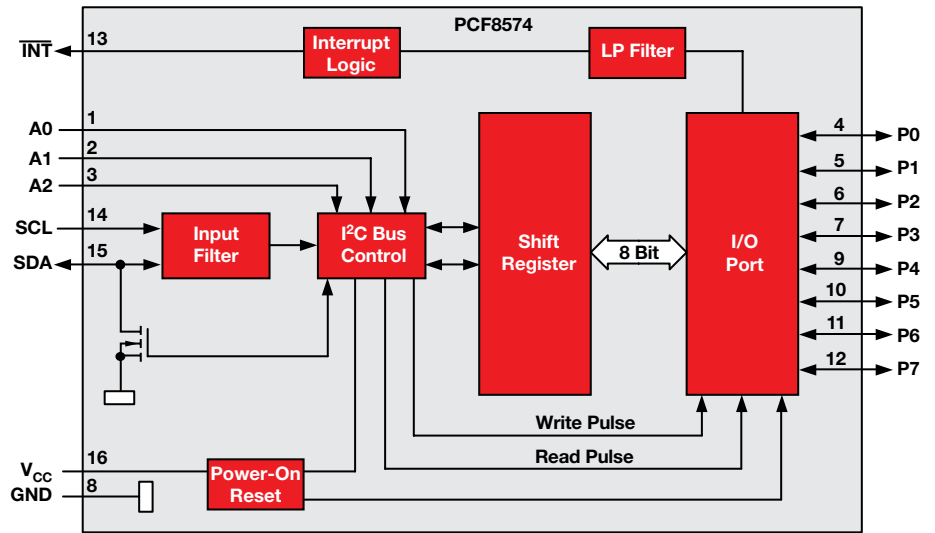 PCF8574
INT
13
Interrupt
Logic
LP Filter
A0
1
A1
2
A2
3
SCL
14
SDA
15
Input
Filter
I²C Bus
Control
Shift
Register
8 Bit
I/O
Port
4
P0
5
P1
6
P2
7
P3
9
P4
10
P5
11
P6
12
P7
Write Pulse
Read Pulse
VCC
16
GND
8
Power-On
Reset